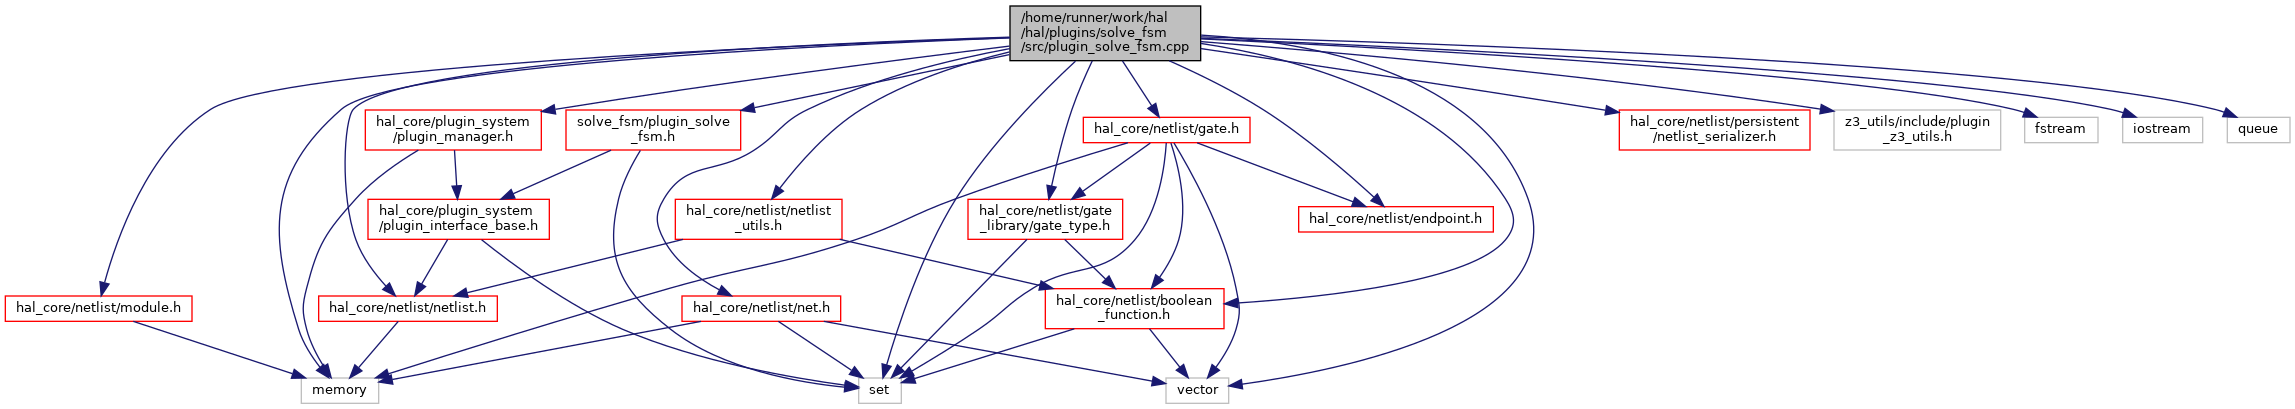 /home/runner/work/hal
/hal/plugins/solve_fsm
/src/plugin_solve_fsm.cpp
hal_core/plugin_system
/plugin_manager.h
solve_fsm/plugin_solve
_fsm.h
hal_core/netlist/gate.h
hal_core/netlist/persistent
/netlist_serializer.h
z3_utils/include/plugin
_z3_utils.h
fstream
iostream
queue
hal_core/plugin_system
/plugin_interface_base.h
hal_core/netlist/netlist
_utils.h
hal_core/netlist/gate
_library/gate_type.h
hal_core/netlist/endpoint.h
hal_core/netlist/module.h
hal_core/netlist/netlist.h
hal_core/netlist/net.h
hal_core/netlist/boolean
_function.h
memory
set
vector